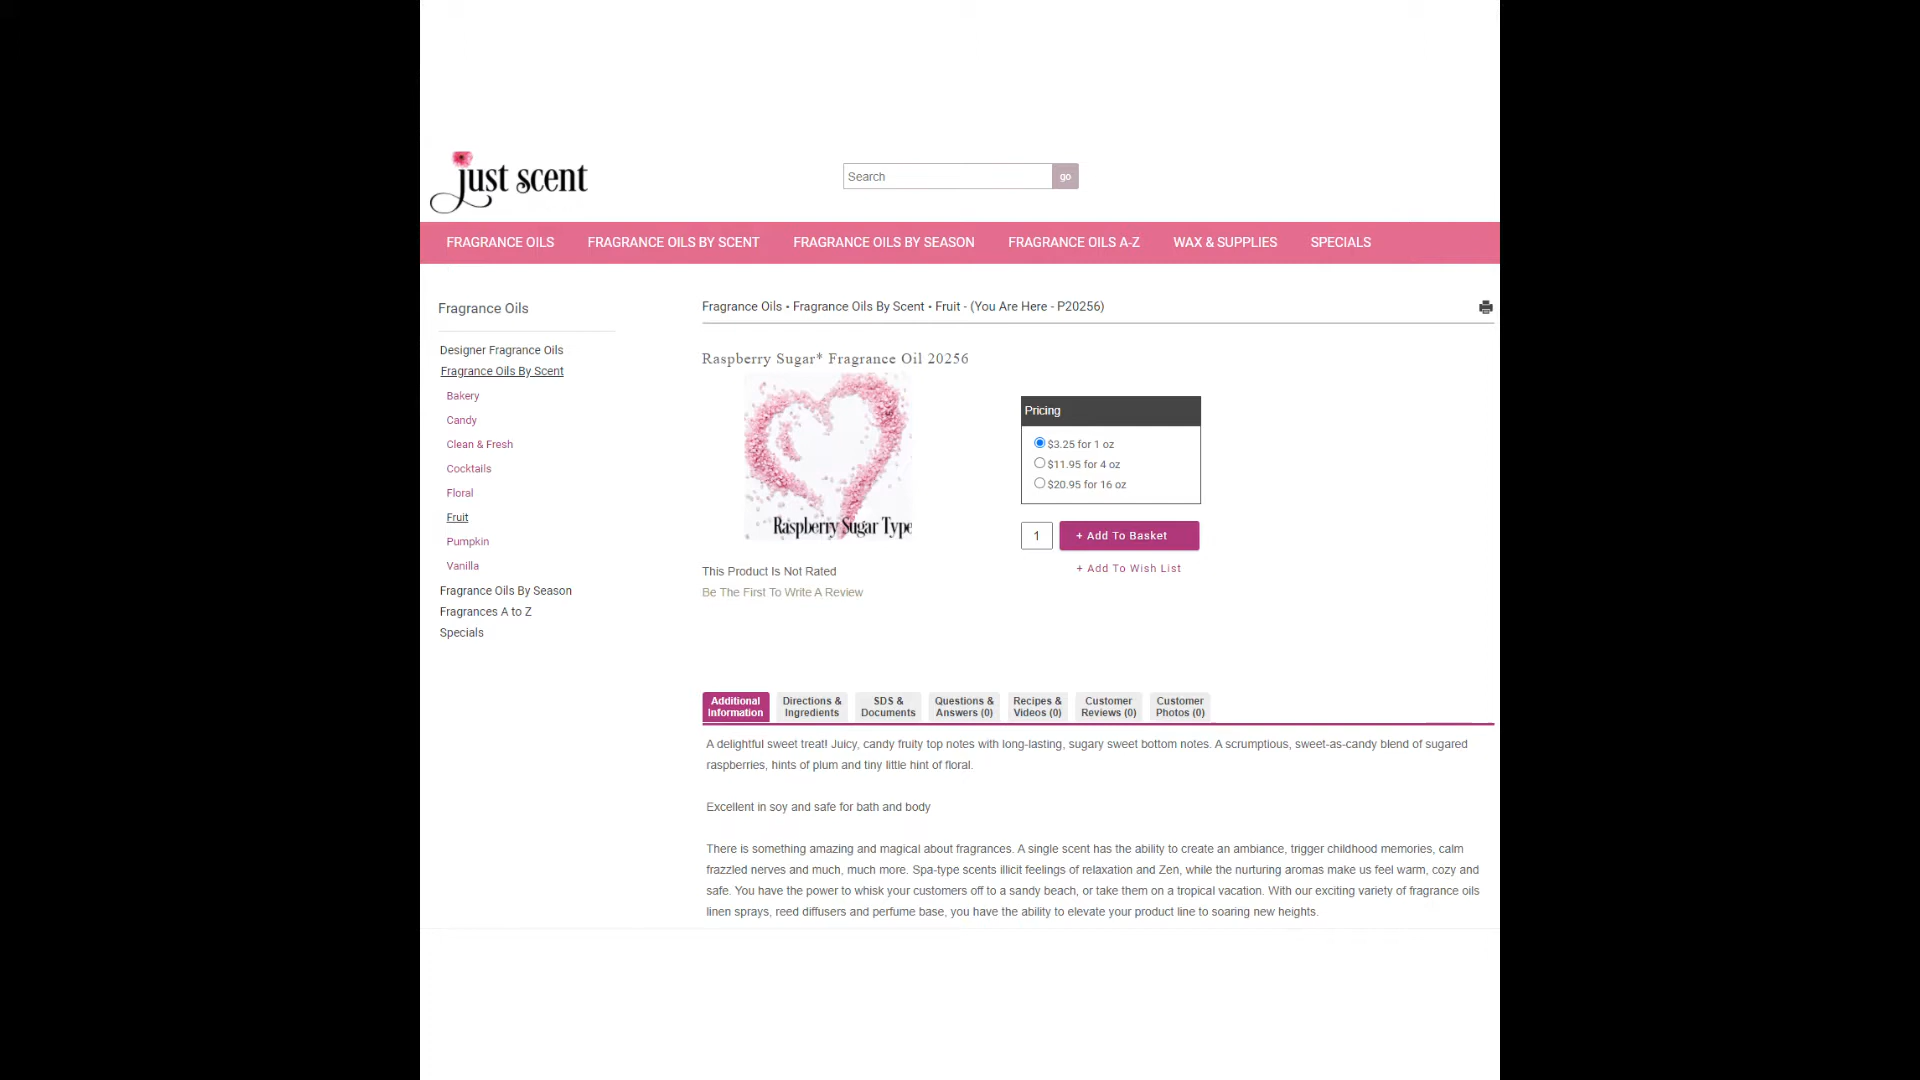 just scent
Search
go
FRAGRANCE OILS
FRAGRANCE OILS BY SCENT
FRAGRANCE OILS BY SEASON
FRAGRANCE OILS A-Z
WAX & SUPPLIES
SPECIALS
Fragrance Oils
Designer Fragrance Oils
Fragrance Oils By Scent
Bakery
Candy
Clean & Fresh
Cocktails
Floral
Fruit
Pumpkin
Vanilla
Fragrance Oils By Season
Fragrances A to Z
Specials
Fragrance Oils • Fragrance Oils By Scent • Fruit - (You Are Here - P20256)
Raspberry Sugar* Fragrance Oil 20256
Raspberry Sugar Type
This Product Is Not Rated
Be The First To Write A Review
Pricing
$3.25 for 1 oz
$11.95 for 4 oz
$20.95 for 16 oz
1
+ Add To Basket
+ Add To Wish List
Additional
Information
Directions &
Ingredients
SDS &
Documents
Questions &
Answers (0)
Recipes &
Videos (0)
Customer
Reviews (0)
Customer
Photos (0)
A delightful sweet treat! Juicy, candy fruity top notes with long-lasting, sugary sweet bottom notes. A scrumptious, sweet-as-candy blend of sugared
raspberries, hints of plum and tiny little hint of floral.
Excellent in soy and safe for bath and body
There is something amazing and magical about fragrances. A single scent has the ability to create an ambiance, trigger childhood memories, calm
frazzled nerves and much, much more. Spa-type scents illicit feelings of relaxation and Zen, while the nurturing aromas make us feel warm, cozy and
safe. You have the power to whisk your customers off to a sandy beach, or take them on a tropical vacation. With our exciting variety of fragrance oils
linen sprays, reed diffusers and perfume base, you have the ability to elevate your product line to soaring new heights.